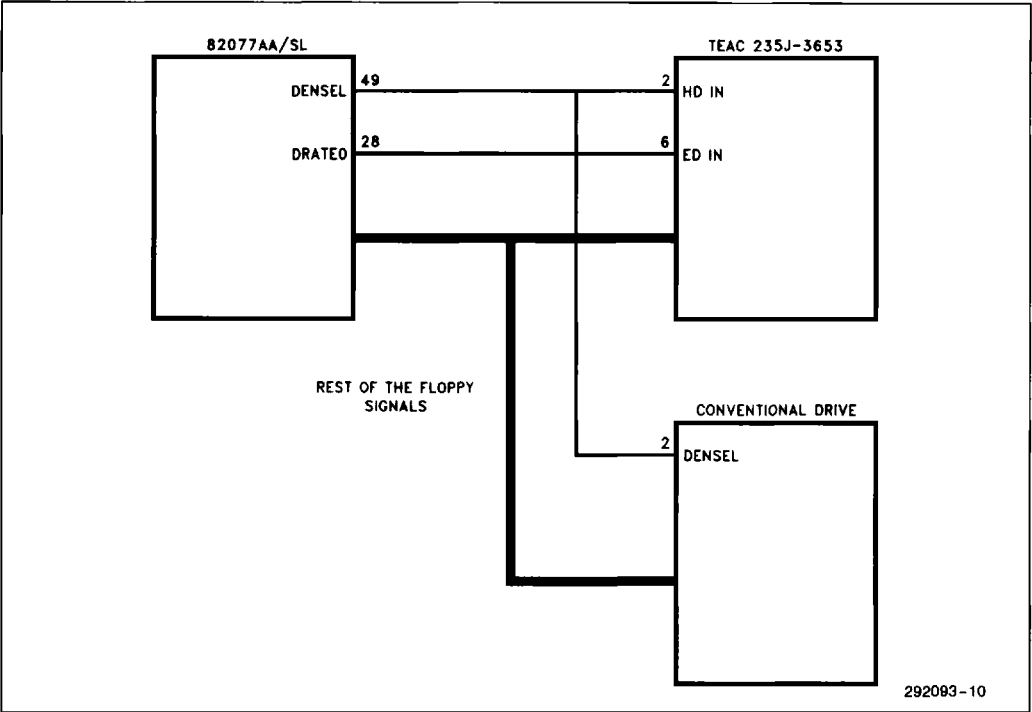 82077AA/SL
TEAC 235J-3653
DENSEL
49
2
HD IN
DRATE0
28
6
ED IN
REST OF THE FLOPPY
SIGNALS
CONVENTIONAL DRIVE
2
DENSEL
292093-10